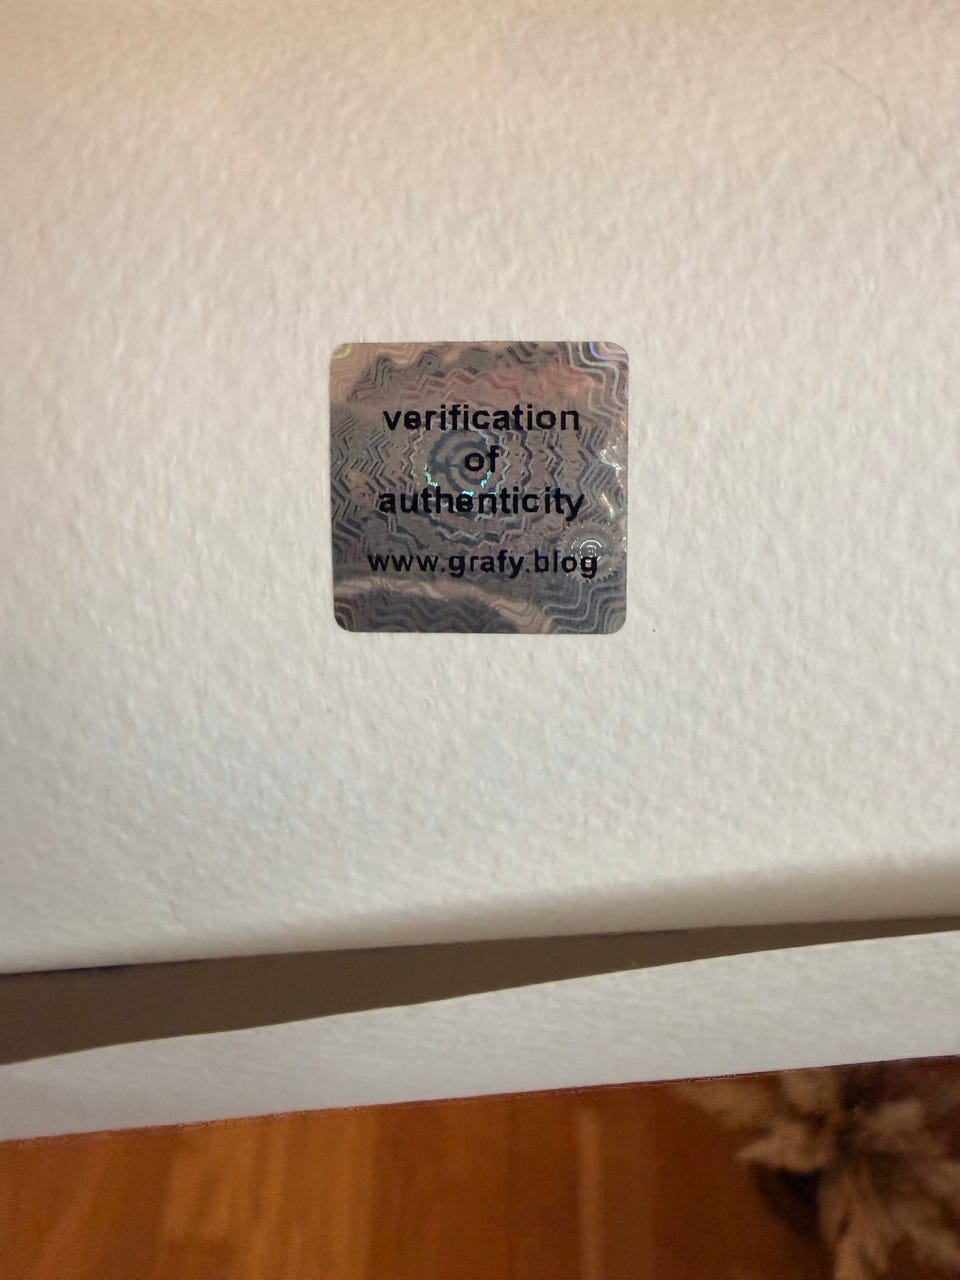 verification
of
authenticity
www.grafy.blog